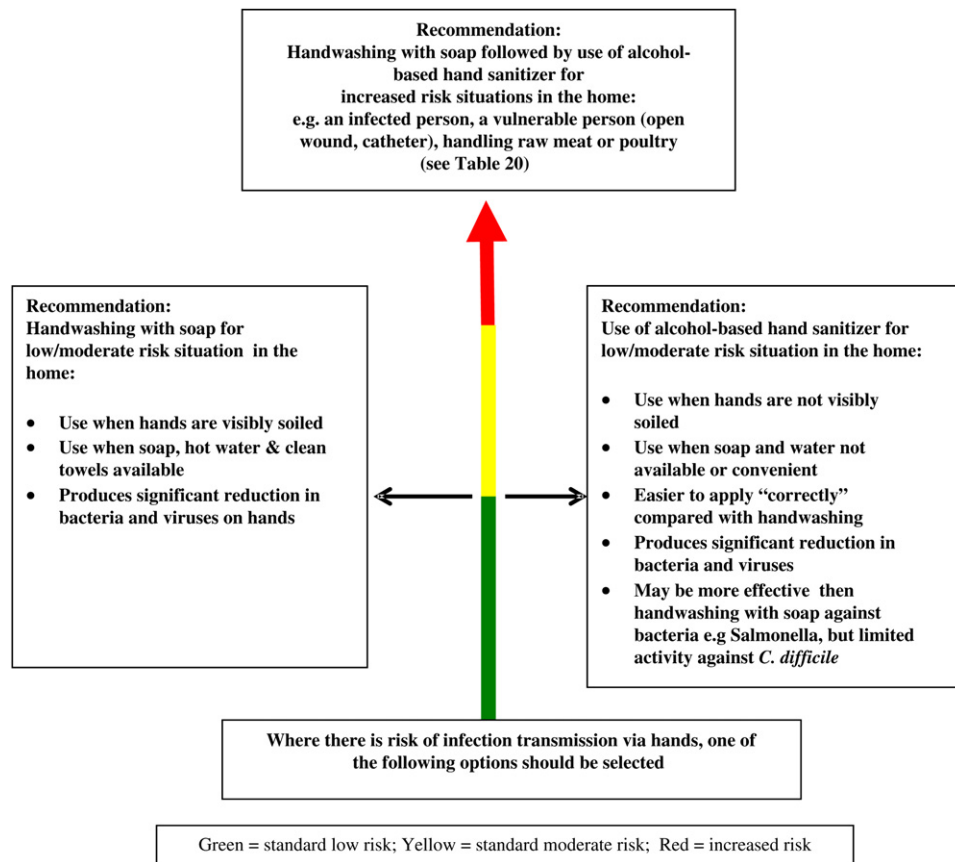 Recommendation:
Handwashing with soap followed by use of alcohol-
based hand sanitizer for
increased risk situations in the home:
e.g. an infected person, a vulnerable person (open
wound, catheter), handling raw meat or poultry
(see Table 20)
Recommendation:
Handwashing with soap for
low/moderate risk situation in the
home:
• Use when hands are visibly soiled
• Use when soap, hot water & clean
towels available
• Produces significant reduction in
bacteria and viruses on hands
Recommendation:
Use of alcohol-based hand sanitizer for
low/moderate risk situation in the home:
• Use when hands are not visibly
soiled
• Use when soap and water not
available or convenient
• Easier to apply “correctly”
compared with handwashing
• Produces significant reduction in
bacteria and viruses
• May be more effective then
handwashing with soap against
bacteria e.g Salmonella, but limited
activity against C. difficile
Where there is risk of infection transmission via hands, one of
the following options should be selected
Green = standard low risk; Yellow = standard moderate risk; Red = increased risk